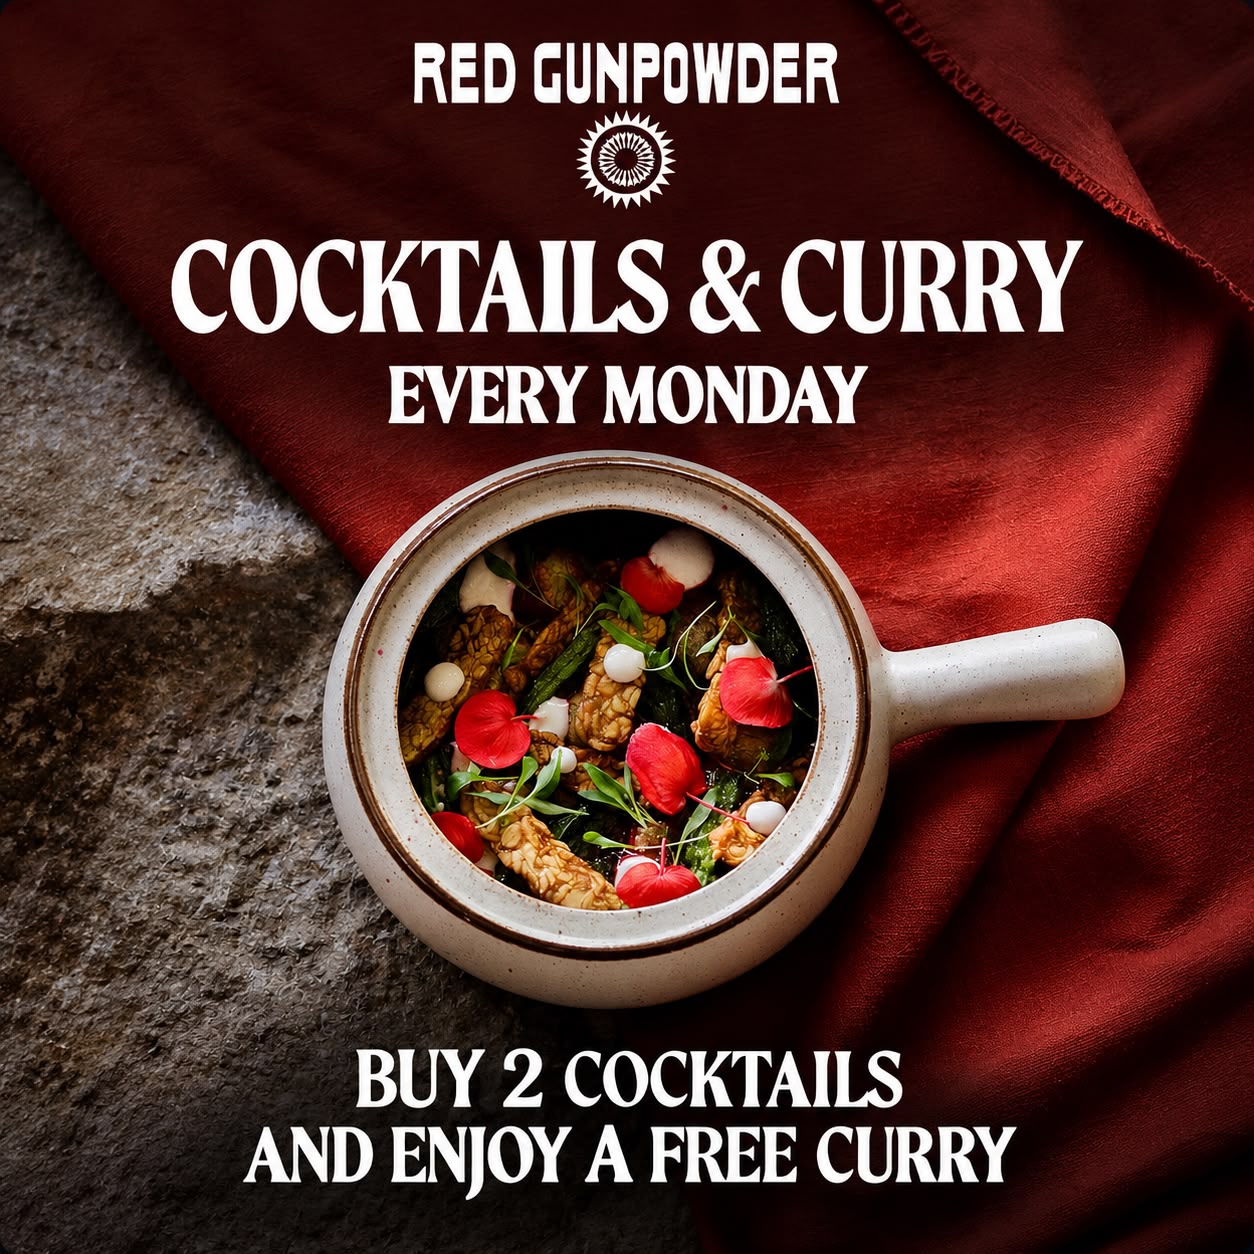 RED GUNPOWDER
COCKTAILS & CURRY
EVERY MONDAY
BUY 2 COCKTAILS
AND ENJOY A FREE CURRY